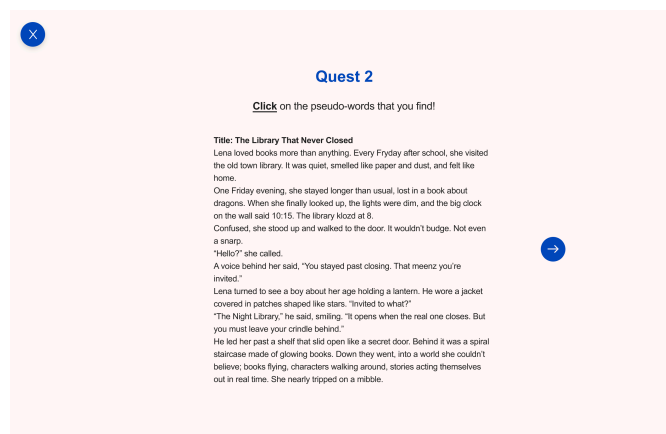 X
Quest 2
Click on the pseudo-words that you find!
Title: The Library That Never Closed
Lena loved books more than anything. Every Fryday after school, she visited
the old town library. It was quiet, smelled like paper and dust, and felt like
home.
One Friday evening, she stayed longer than usual, lost in a book about
dragons. When she finally looked up, the lights were dim, and the big clock
on the wall said 10:15. The library klozd at 8.
Confused, she stood up and walked to the door. It wouldn’t budge. Not even
a snarp.
“Hello?” she called.
A voice behind her said, “You stayed past closing. That meenz you’re
invited.”
Lena turned to see a boy about her age holding a lantern. He wore a jacket
covered in patches shaped like stars. “Invited to what?”
“The Night Library,” he said, smiling. “It opens when the real one closes. But
you must leave your crindle behind.”
He led her past a shelf that slid open like a secret door. Behind it was a spiral
staircase made of glowing books. Down they went, into a world she couldn’t
believe; books flying, characters walking around, stories acting themselves
out in real time. She nearly tripped on a mibble.